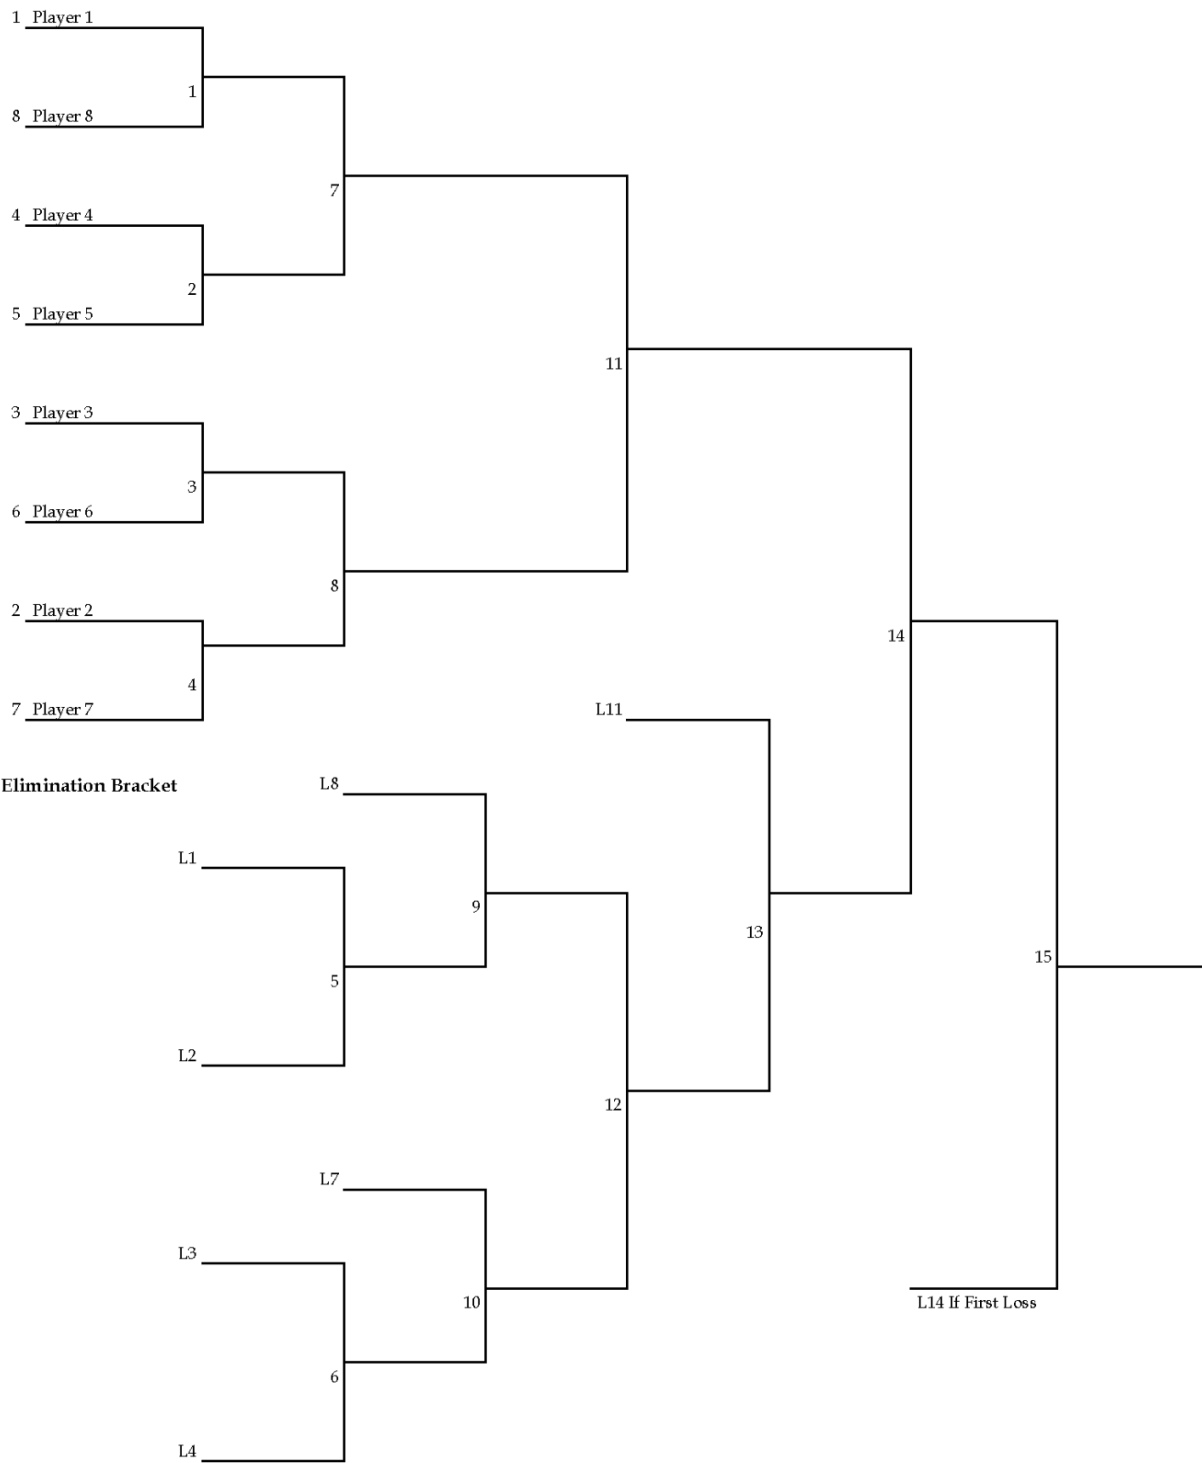 1 Player 1
1
8 Player 8
7
4 Player 4
2
5 Player 5
11
3 Player 3
3
6 Player 6
8
2 Player 2
14
4
7 Player 7
L11
Elimination Bracket
L8
L1
9
13
15
5
L2
12
L7
L3
10
L14 If First Loss
6
L4